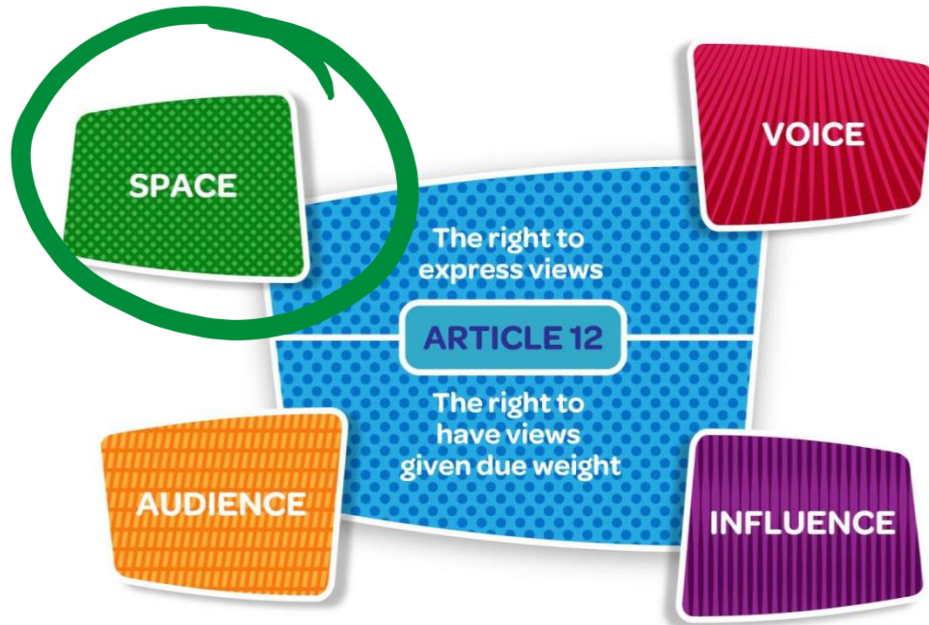 SPACE
VOICE
The right to
express views
ARTICLE 12
The right to
have views
given due weight
AUDIENCE
INFLUENCE